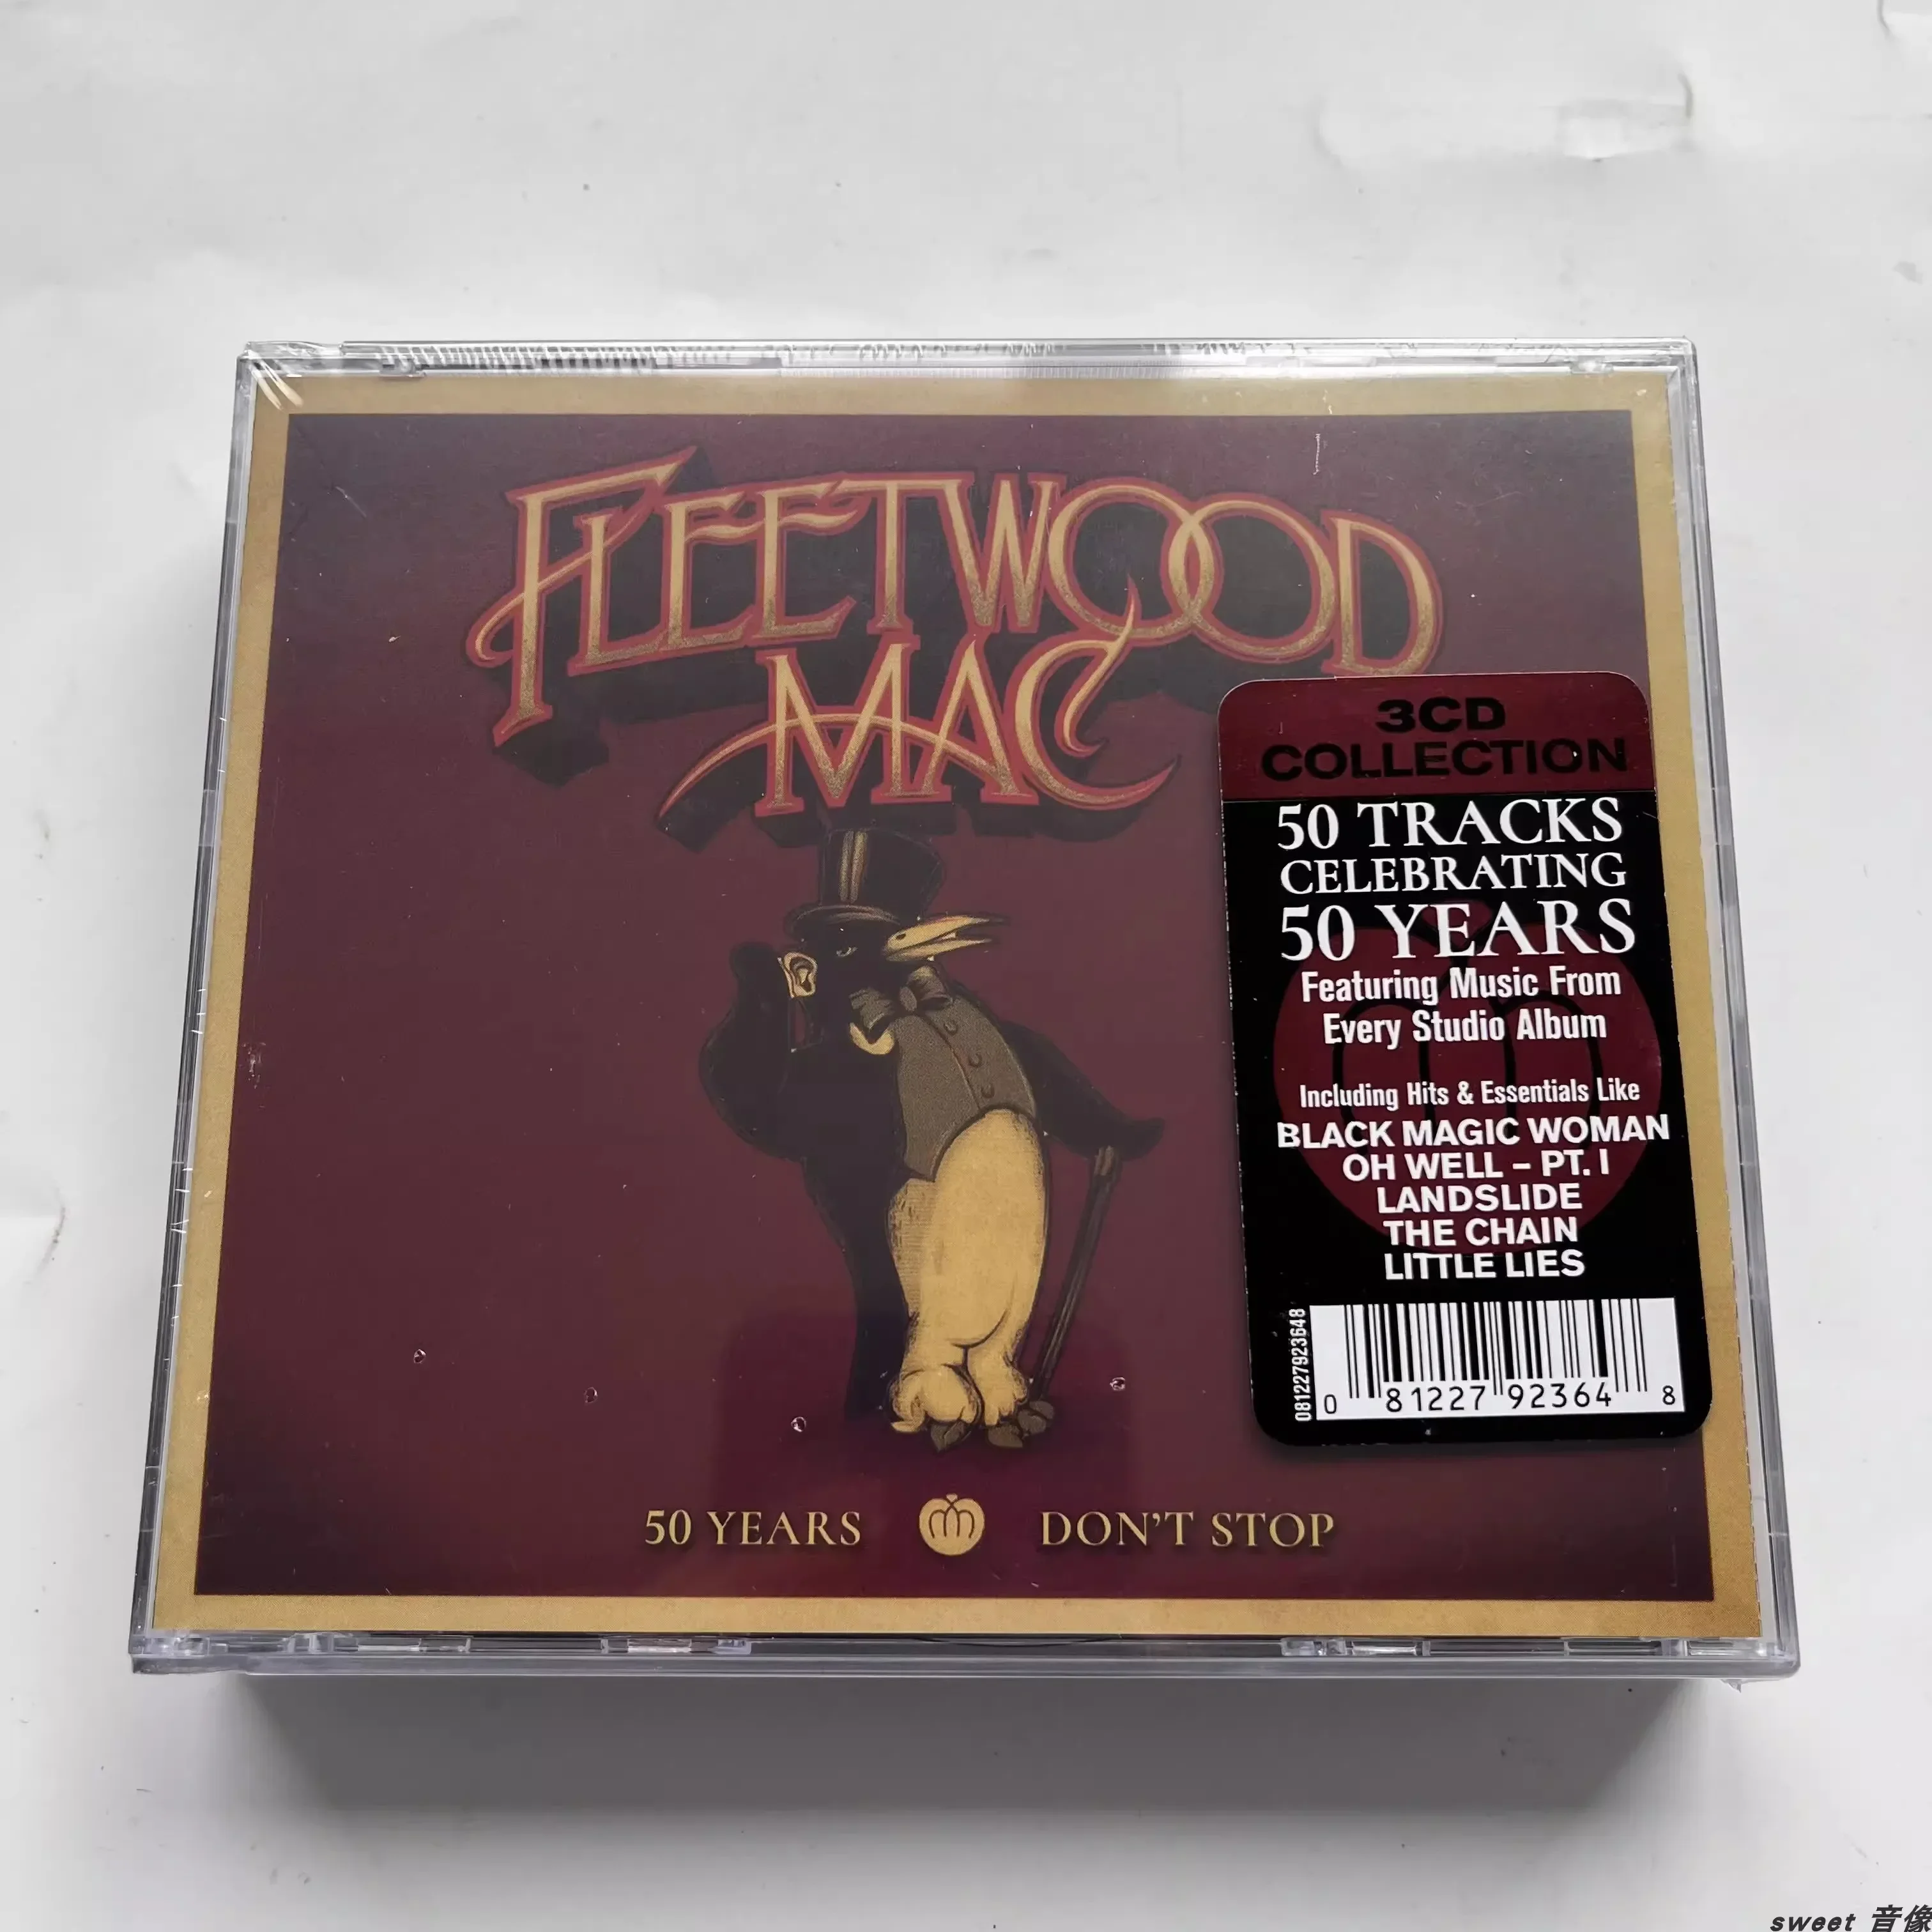 FLEETWOOD
MAC
3CD
COLLECTION
50 TRACKS
CELEBRATING
50 YEARS
Featuring Music From
Every Studio Album
Including Hits & Essentials Like
BLACK MAGIC WOMAN
OH WELL – PT. I
LANDSLIDE
THE CHAIN
LITTLE LIES
081227923648
0 81227 92364 8
50 YEARS DON'T STOP
sweet 音像